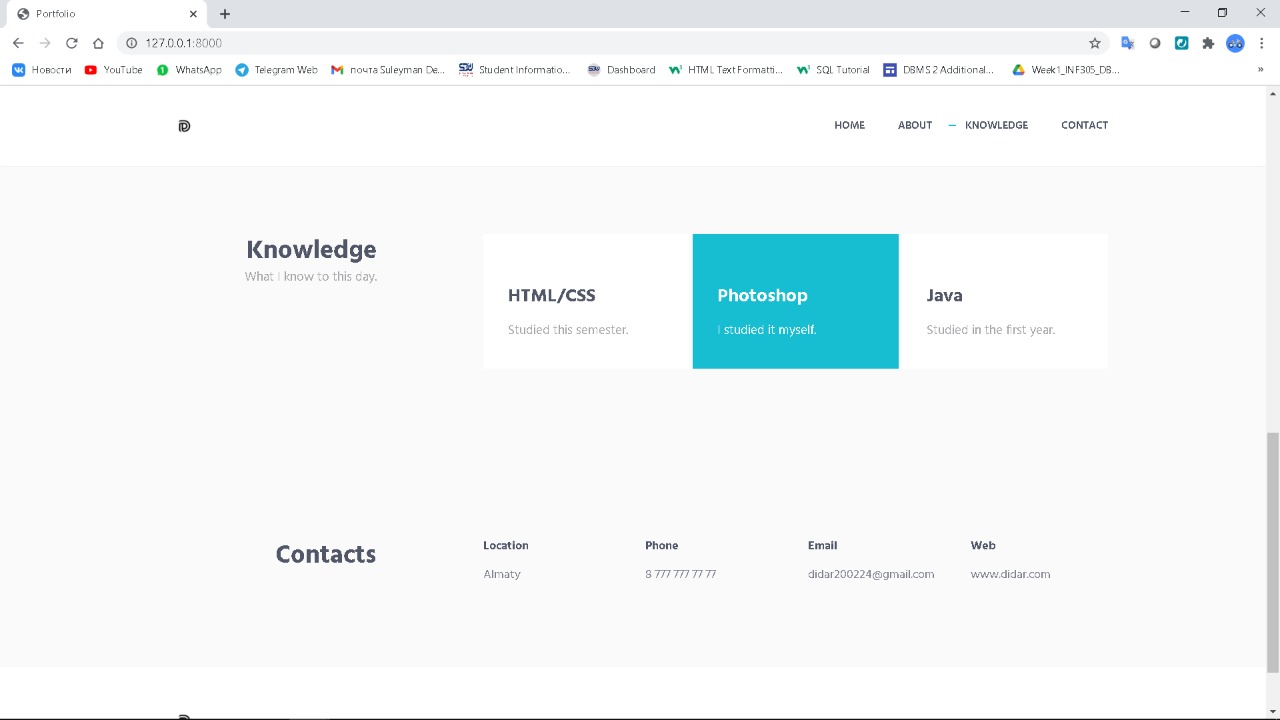 Portfolio
127.0.0.1:8000
Новости YouTube WhatsApp Telegram Web почта Suleyman De... Student Informatio... Dashboard HTML Text Formatti... SQL Tutorial DBMS 2 Additional... Week1_INF305_DB... »
HOME ABOUT KNOWLEDGE CONTACT
Knowledge
What I know to this day.
HTML/CSS
Studied this semester.
Photoshop
I studied it myself.
Java
Studied in the first year.
Contacts
Location
Almaty
Phone
8 777 777 77 77
Email
didar200224@gmail.com
Web
www.didar.com